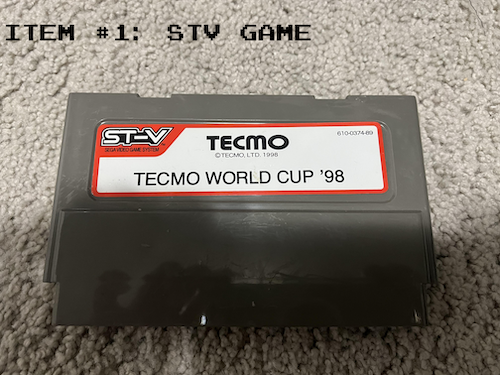 ITEM #1: STV GAME
ST-V
SEGA VIDEO GAME SYSTEM
TECMO
610-0374-89
©TECMO, LTD. 1998
TECMO WORLD CUP '98